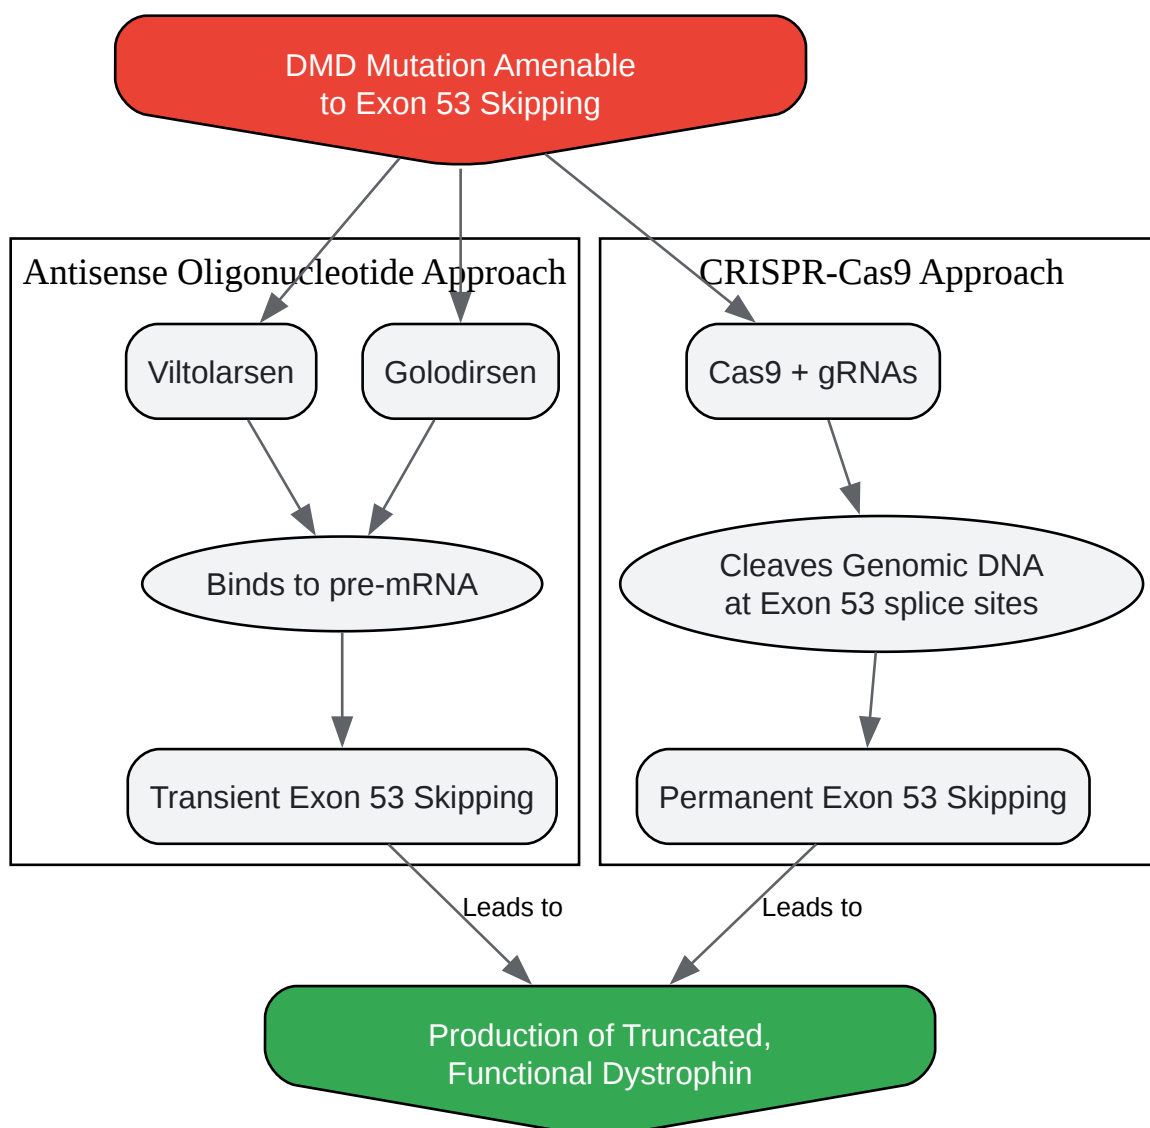 DMD Mutation Amenable
to Exon 53 Skipping
Antisense Oligonucleotide Approach
CRISPR-Cas9 Approach
Viltolarsen
Golodirsen
Cas9 + gRNAs
Binds to pre-mRNA
Cleaves Genomic DNA
at Exon 53 splice sites
Transient Exon 53 Skipping
Permanent Exon 53 Skipping
Leads to
Leads to
Production of Truncated,
Functional Dystrophin